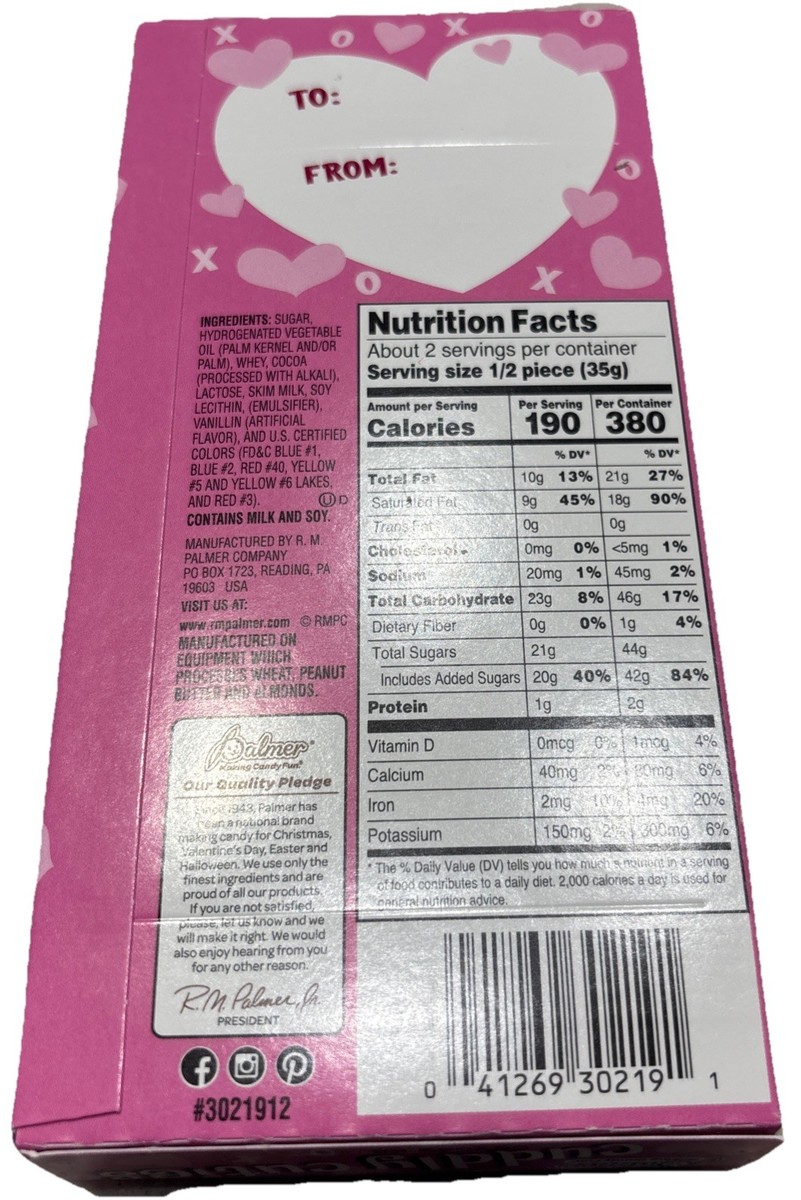 X O X O
TO:
FROM:
O
X O X
INGREDIENTS: SUGAR,
HYDROGENATED VEGETABLE
OIL (PALM KERNEL AND/OR
PALM), WHEY, COCOA
(PROCESSED WITH ALKALI),
LACTOSE, SKIM MILK, SOY
LECITHIN, (EMULSIFIER),
VANILLIN (ARTIFICIAL
FLAVOR), AND U.S. CERTIFIED
COLORS (FD&C BLUE #1,
BLUE #2, RED #40, YELLOW
#5 AND YELLOW #6 LAKES,
AND RED #3). Ⓤ D
CONTAINS MILK AND SOY.
MANUFACTURED BY R. M.
PALMER COMPANY
PO BOX 1723, READING, PA
19603 USA
VISIT US AT:
www.rmpalmer.com © RMPC
MANUFACTURED ON
EQUIPMENT WHICH
PROCESSES WHEAT, PEANUT
BUTTER AND ALMONDS.
Palmer®
Making Candy Fun®
Our Quality Pledge
Since 1943, Palmer has
been a national brand
making candy for Christmas,
Valentine's Day, Easter and
Halloween. We use only the
finest ingredients and are
proud of all our products.
If you are not satisfied,
please, let us know and we
will make it right. We would
also enjoy hearing from you
for any other reason.
R.M. Palmer, Jr.
PRESIDENT
#3021912
Nutrition Facts
About 2 servings per container
Serving size 1/2 piece (35g)
Amount per Serving Per Serving Per Container
Calories 190 380
% DV* % DV*
Total Fat 10g 13% 21g 27%
Saturated Fat 9g 45% 18g 90%
Trans Fat 0g 0g
Cholesterol 0mg 0% <5mg 1%
Sodium 20mg 1% 45mg 2%
Total Carbohydrate 23g 8% 46g 17%
Dietary Fiber 0g 0% 1g 4%
Total Sugars 21g 44g
Includes Added Sugars 20g 40% 42g 84%
Protein 1g 2g
Vitamin D 0mcg 0% 1mcg 4%
Calcium 40mg 2% 80mg 6%
Iron 2mg 10% 4mg 20%
Potassium 150mg 2% 300mg 6%
* The % Daily Value (DV) tells you how much a nutrient in a serving
of food contributes to a daily diet. 2,000 calories a day is used for
general nutrition advice.
0 41269 30219 1